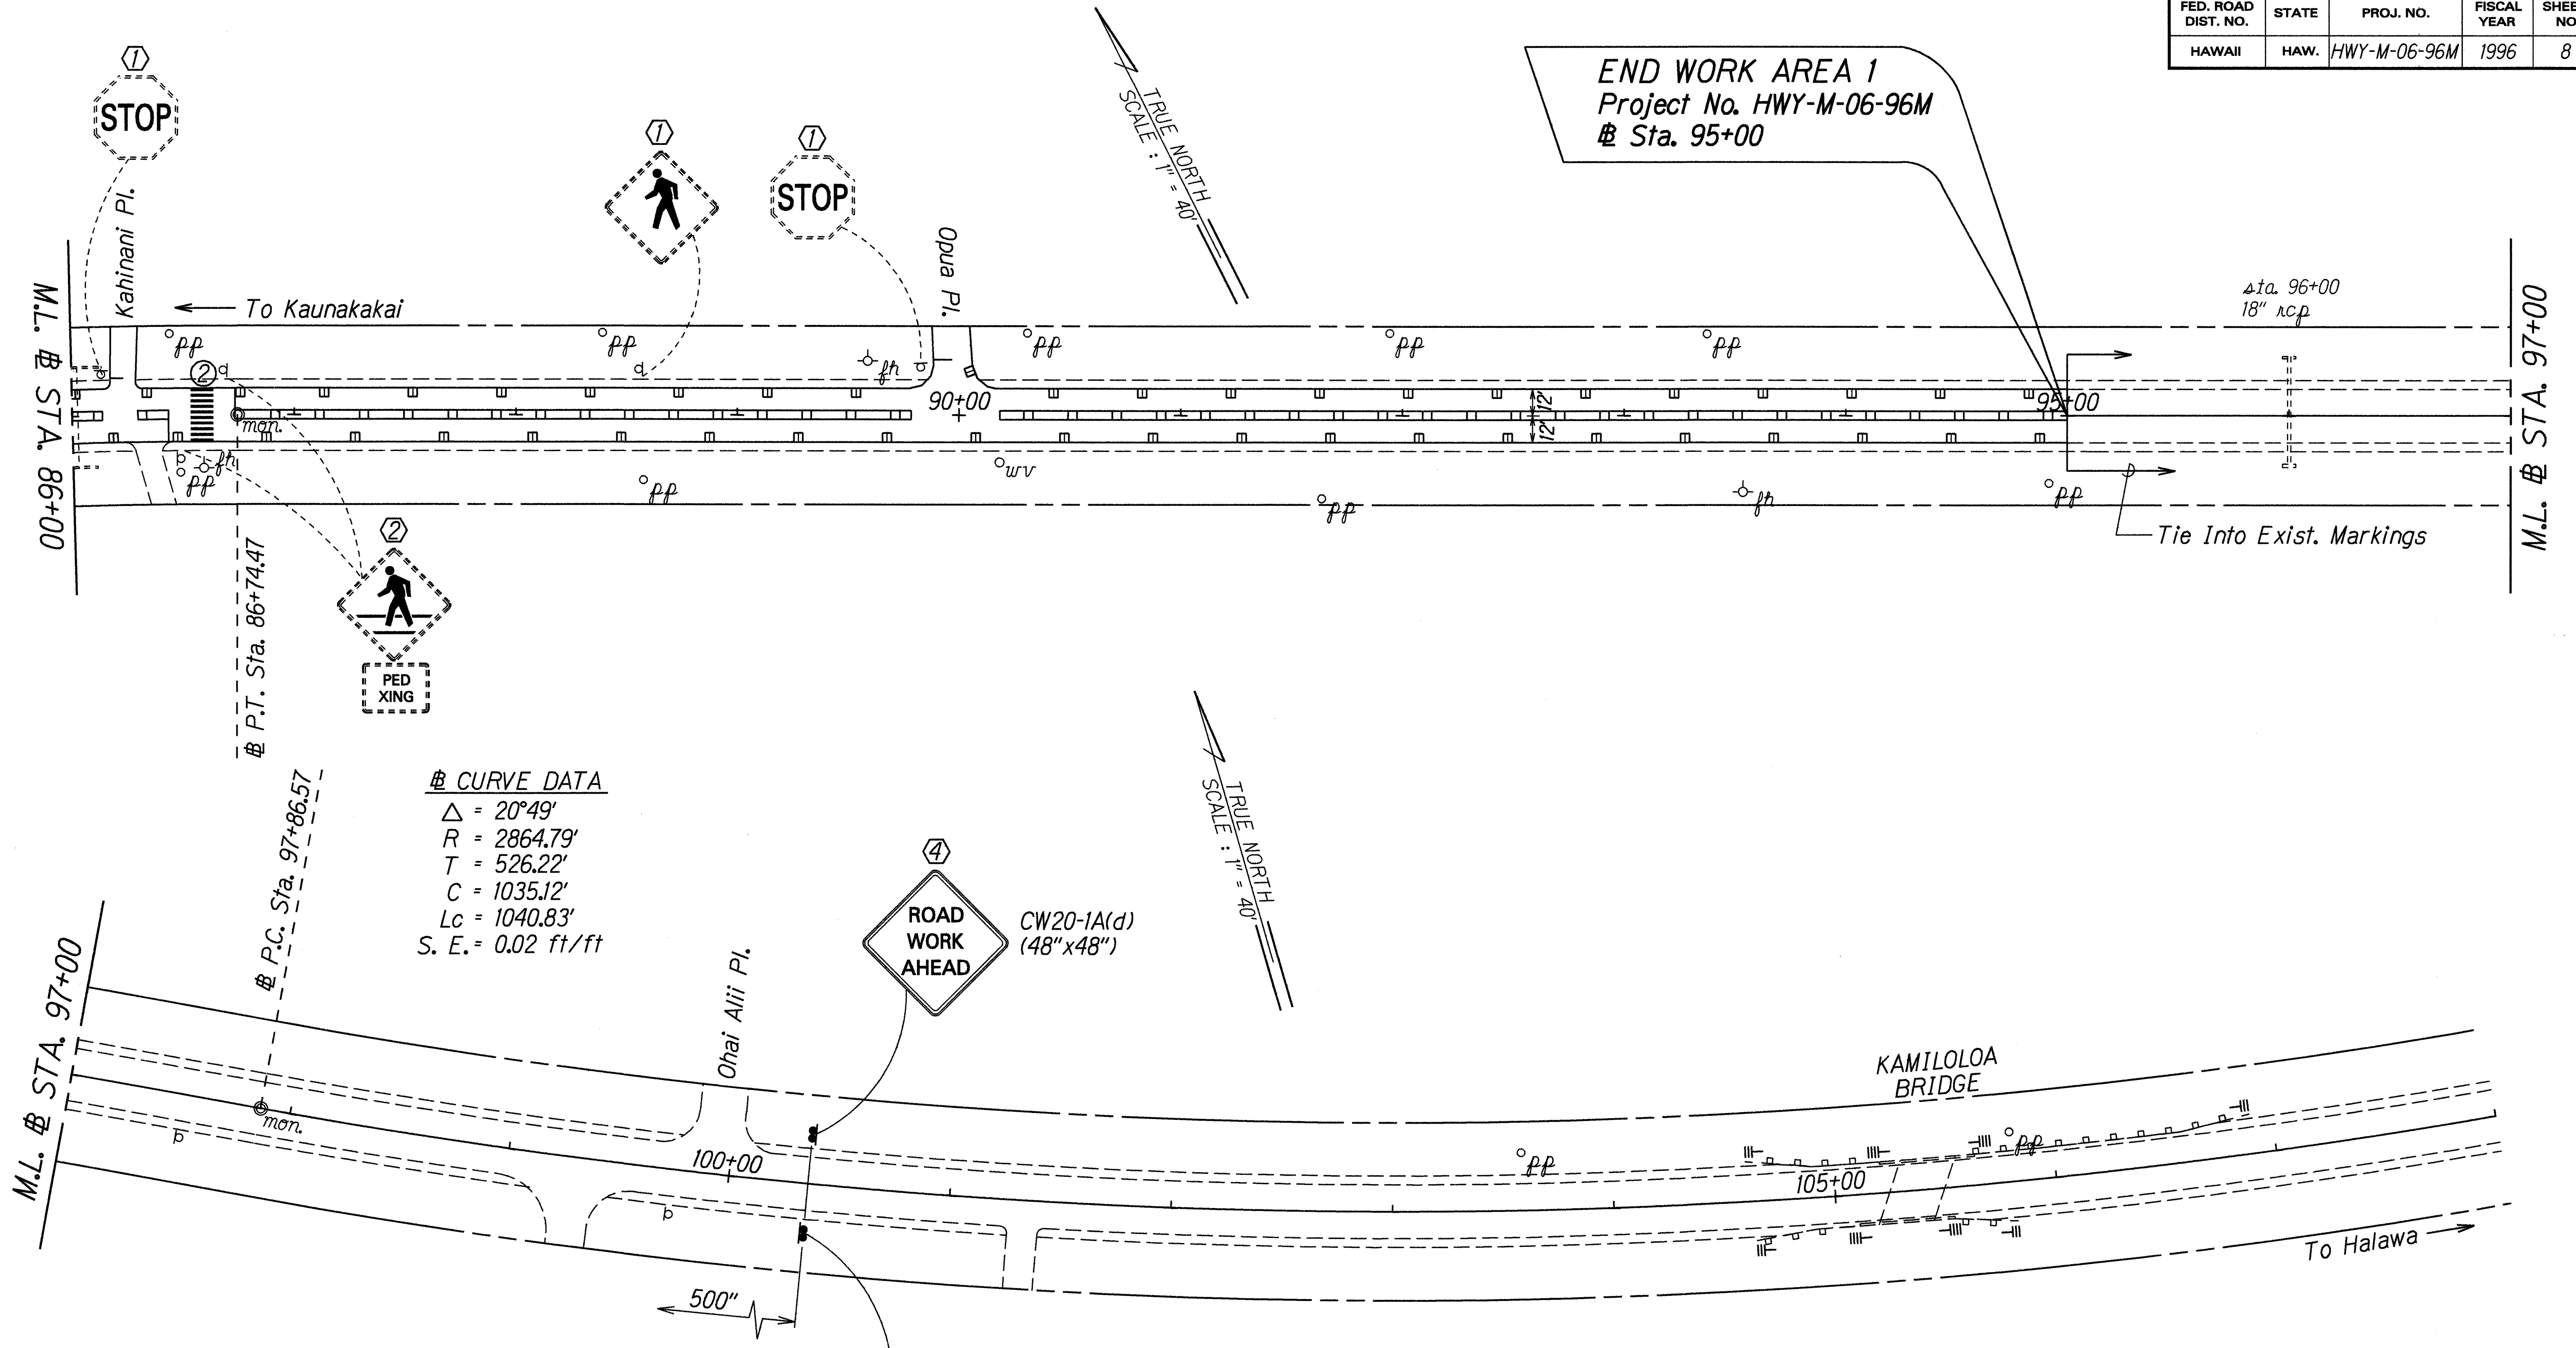 FED. ROAD DIST. NO. STATE PROJ. NO. FISCAL YEAR
HAWAII HAW. HWY-M-06-96M 1996 8
1
STOP
1
1
STOP
TRUE NORTH
SCALE : 1" = 40'
END WORK AREA 1
Project No. HWY-M-06-96M
℄ Sta. 95+00
Kahinani Pl.
Opua Pl.
To Kaunakakai
sta. 96+00
18" rcp
M.L. ℄ STA. 86+00
M.L. ℄ STA. 97+00
pp
pp
pp
pp
pp
2
fh
mon.
90+00
12'
12'
95+00
fh
pp
pp
wv
pp
fh
pp
Tie Into Exist. Markings
℄ P.T. Sta. 86+74.47
2
PED
XING
℄ CURVE DATA
△ = 20°49'
R = 2864.79'
T = 526.22'
C = 1035.12'
Lc = 1040.83'
S. E. = 0.02 ft/ft
℄ P.C. Sta. 97+86.57
TRUE NORTH
SCALE : 1" = 40'
4
ROAD
WORK
AHEAD
CW20-1A(d)
(48"x48")
Ohai Alii Pl.
M.L. ℄ STA. 97+00
KAMILOLOA
BRIDGE
mon.
100+00
pp
pp
105+00
500"
To Halawa